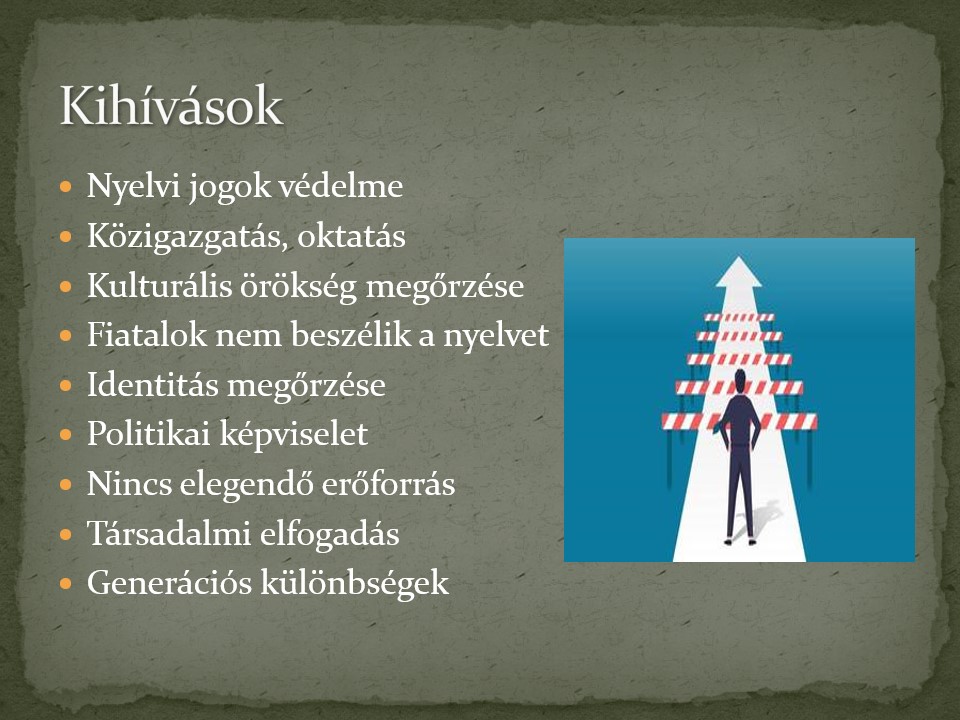 Kihívások
• Nyelvi jogok védelme
• Közigazgatás, oktatás
• Kulturális örökség megőrzése
• Fiatalok nem beszélik a nyelvet
• Identitás megőrzése
• Politikai képviselet
• Nincs elegendő erőforrás
• Társadalmi elfogadás
• Generációs különbségek